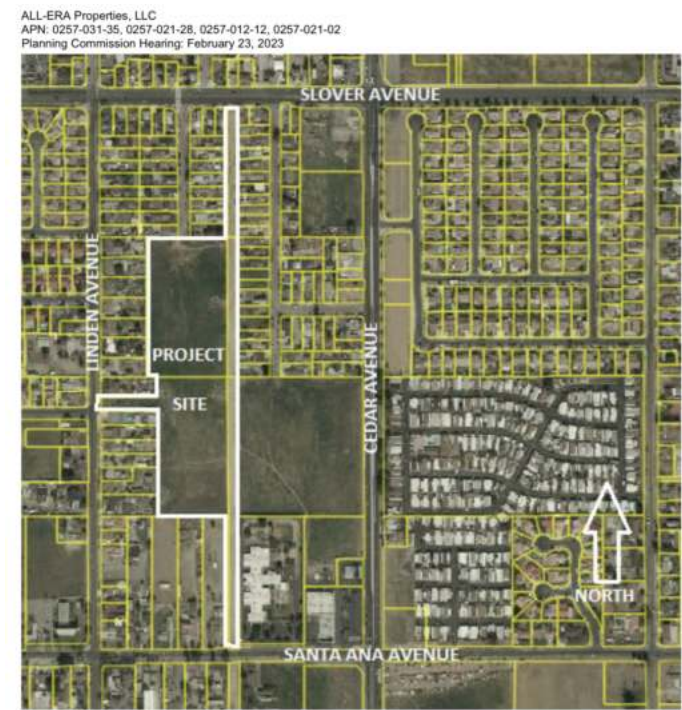 ALL-ERA Properties, LLC
APN: 0257-031-35, 0257-021-28, 0257-012-12, 0257-021-02
Planning Commission Hearing: February 23, 2023
SLOVER AVENUE
LINDEN AVENUE
PROJECT
CEDAR AVENUE
SITE
NORTH
SANTA ANA AVENUE